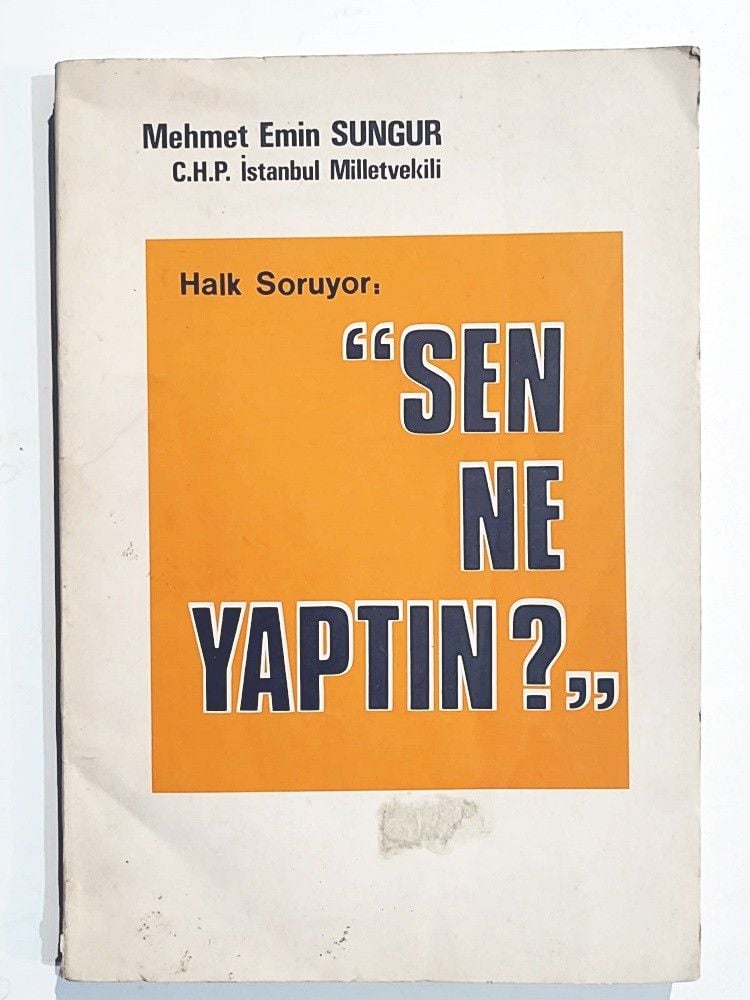 Mehmet Emin SUNGUR
C.H.P. İstanbul Milletvekili
Halk Soruyor:
“SEN
NE
YAPTIN?„